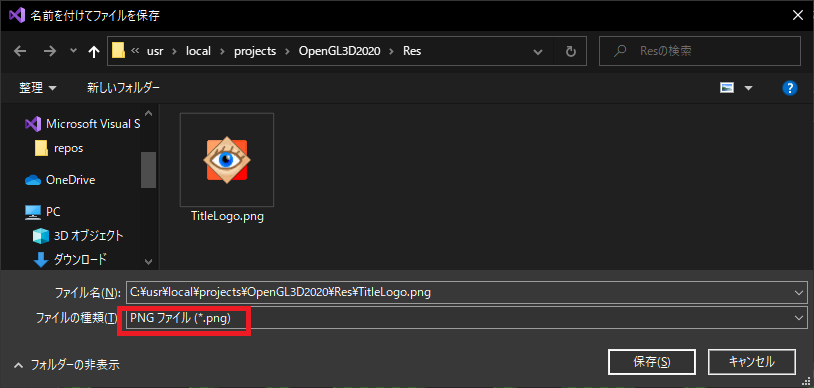 名前を付けてファイルを保存
« usr › local › projects › OpenGL3D2020 › Res
Resの検索
整理 新しいフォルダー
Microsoft Visual S
repos
OneDrive
PC
3D オブジェクト
ダウンロード
TitleLogo.png
ファイル名(N): C:¥usr¥local¥projects¥OpenGL3D2020¥Res¥TitleLogo.png
ファイルの種類(T) PNG ファイル (*.png)
フォルダーの非表示
保存(S) キャンセル